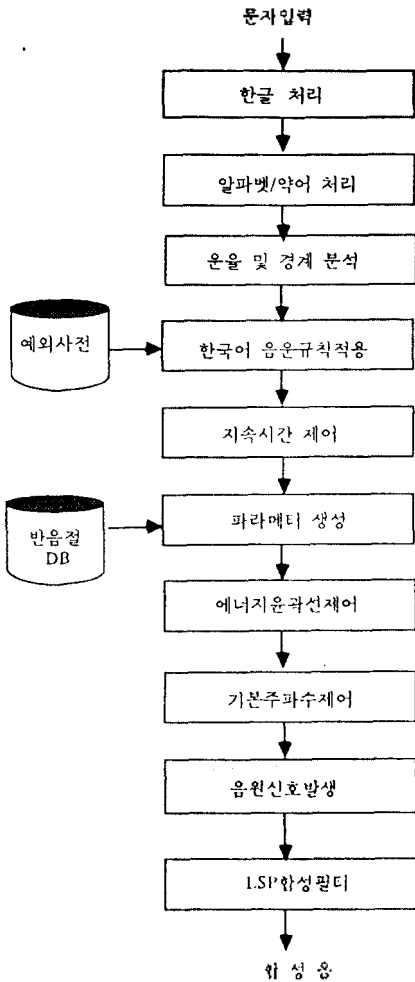 문자입력
한글 처리
알파벳/약어 처리
운율 및 경계 분석
예외사전
한국어 음운규칙적용
지속시간 제어
반음절
DB
파라메터 생성
에너지윤곽선제어
기본주파수제어
음원신호발생
LSP합성필터
합성음